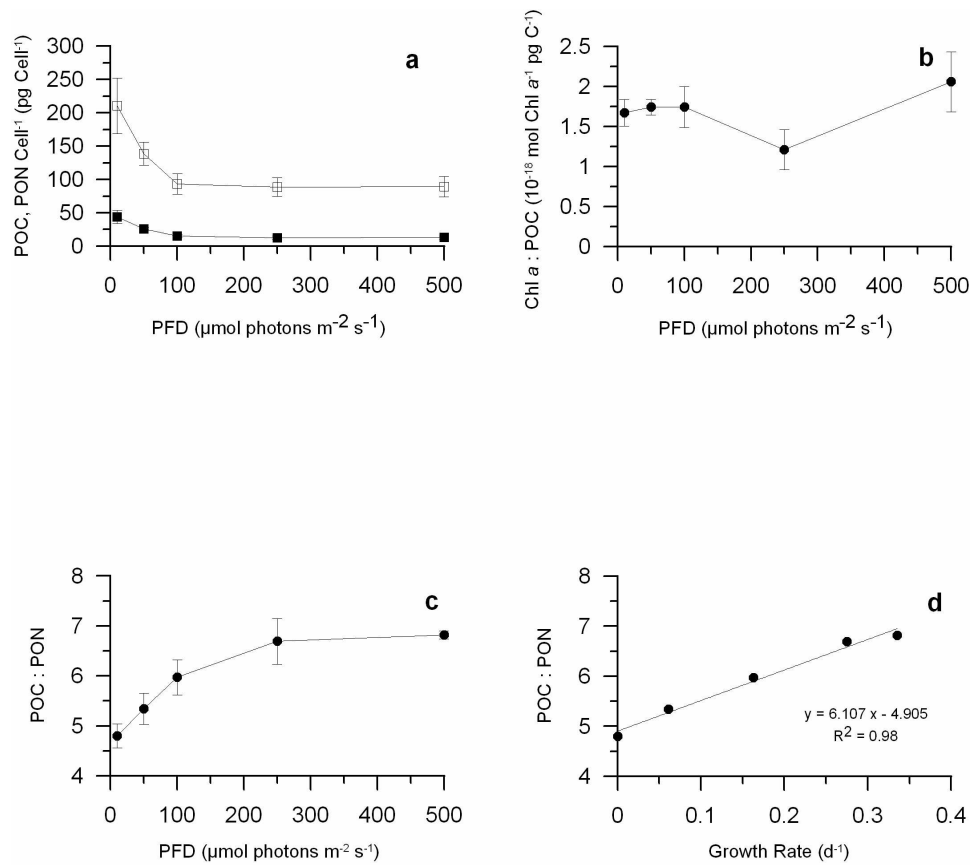 a
POC, PON Cell⁻¹ (pg Cell⁻¹)
300
250
200
150
100
50
0
0 100 200 300 400 500
PFD (µmol photons m⁻² s⁻¹)
b
Chl a : POC (10⁻¹⁸ mol Chl a⁻¹ pg C⁻¹)
2.5
2
1.5
1
0.5
0
0 100 200 300 400 500
PFD (µmol photons m⁻² s⁻¹)
c
POC : PON
8
7
6
5
4
0 100 200 300 400 500
PFD (µmol photons m⁻² s⁻¹)
d
POC : PON
8
7
6
5
4
y = 6.107 x - 4.905
R² = 0.98
0 0.1 0.2 0.3 0.4
Growth Rate (d⁻¹)